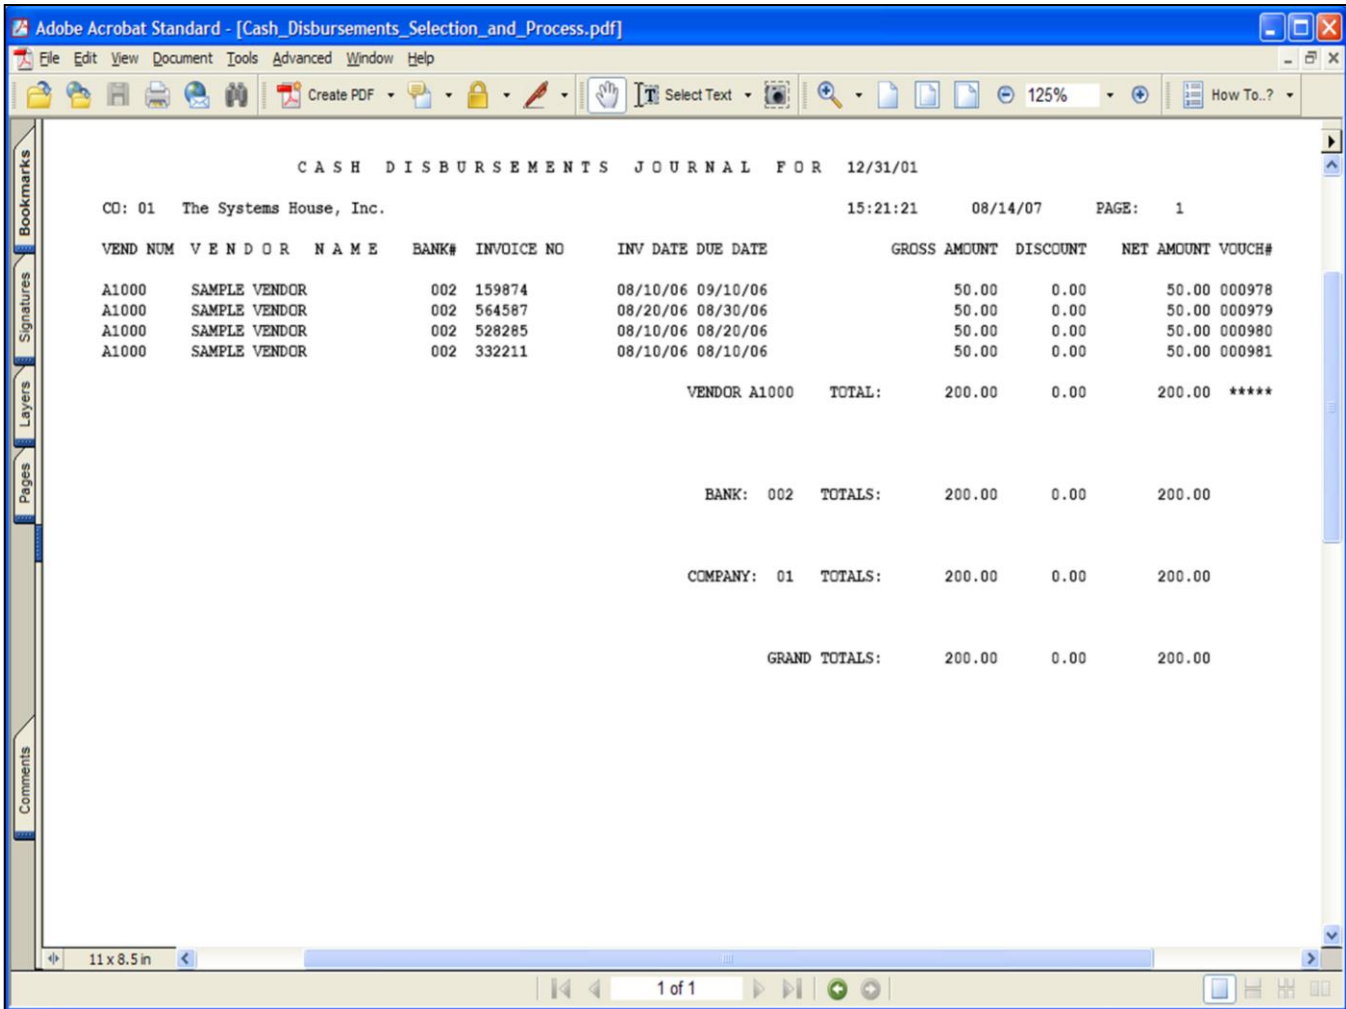 Adobe Acrobat Standard - [Cash_Disbursements_Selection_and_Process.pdf]
File Edit View Document Tools Advanced Window Help
Create PDF Select Text 125% How To..?
Bookmarks
Signatures
Layers
Pages
Comments
CASH DISBURSEMENTS JOURNAL FOR 12/31/01
CO: 01 The Systems House, Inc. 15:21:21 08/14/07 PAGE: 1
VEND NUM VENDOR NAME BANK# INVOICE NO INV DATE DUE DATE GROSS AMOUNT DISCOUNT NET AMOUNT VOUCH#
A1000 SAMPLE VENDOR 002 159874 08/10/06 09/10/06 50.00 0.00 50.00 000978
A1000 SAMPLE VENDOR 002 564587 08/20/06 08/30/06 50.00 0.00 50.00 000979
A1000 SAMPLE VENDOR 002 528285 08/10/06 08/20/06 50.00 0.00 50.00 000980
A1000 SAMPLE VENDOR 002 332211 08/10/06 08/10/06 50.00 0.00 50.00 000981
VENDOR A1000 TOTAL: 200.00 0.00 200.00 *****
BANK: 002 TOTALS: 200.00 0.00 200.00
COMPANY: 01 TOTALS: 200.00 0.00 200.00
GRAND TOTALS: 200.00 0.00 200.00
11 x 8.5 in
1 of 1